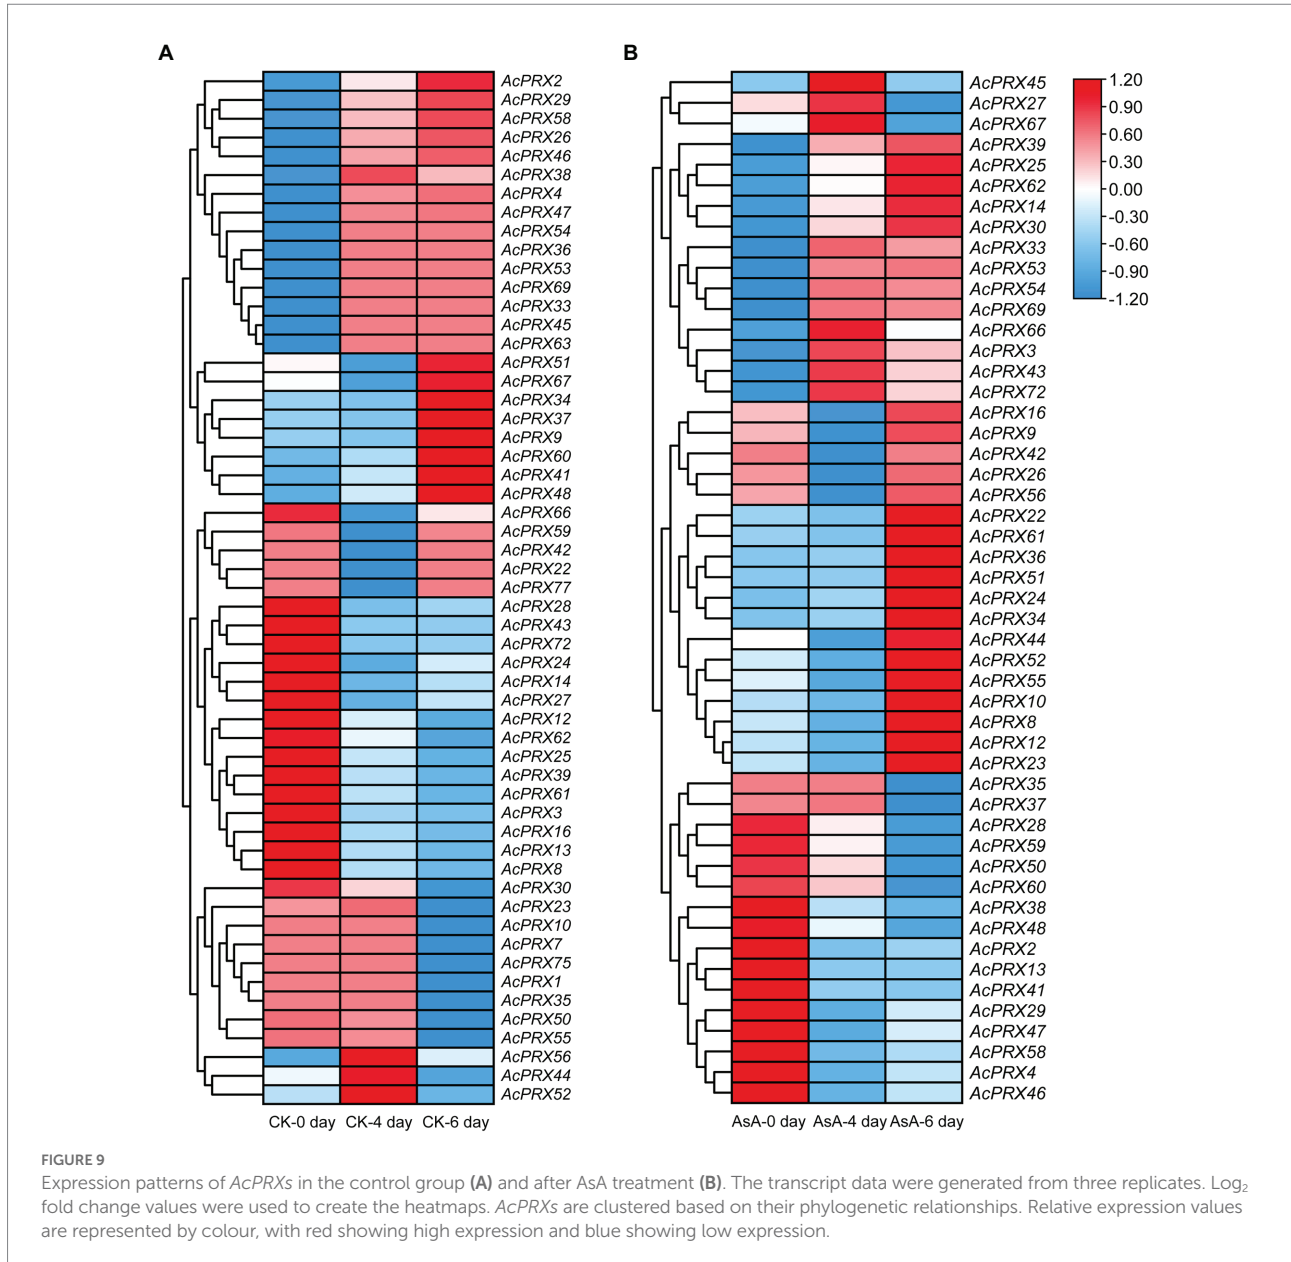 A
AcPRX2
AcPRX29
AcPRX58
AcPRX26
AcPRX46
AcPRX38
AcPRX4
AcPRX47
AcPRX54
AcPRX36
AcPRX53
AcPRX69
AcPRX33
AcPRX45
AcPRX63
AcPRX51
AcPRX67
AcPRX34
AcPRX37
AcPRX9
AcPRX60
AcPRX41
AcPRX48
AcPRX66
AcPRX59
AcPRX42
AcPRX22
AcPRX77
AcPRX28
AcPRX43
AcPRX72
AcPRX24
AcPRX14
AcPRX27
AcPRX12
AcPRX62
AcPRX25
AcPRX39
AcPRX61
AcPRX3
AcPRX16
AcPRX13
AcPRX8
AcPRX30
AcPRX23
AcPRX10
AcPRX7
AcPRX75
AcPRX1
AcPRX35
AcPRX50
AcPRX55
AcPRX56
AcPRX44
AcPRX52
CK-0 day CK-4 day CK-6 day
B
AcPRX45
AcPRX27
AcPRX67
AcPRX39
AcPRX25
AcPRX62
AcPRX14
AcPRX30
AcPRX33
AcPRX53
AcPRX54
AcPRX69
AcPRX66
AcPRX3
AcPRX43
AcPRX72
AcPRX16
AcPRX9
AcPRX42
AcPRX26
AcPRX56
AcPRX22
AcPRX61
AcPRX36
AcPRX51
AcPRX24
AcPRX34
AcPRX44
AcPRX52
AcPRX55
AcPRX10
AcPRX8
AcPRX12
AcPRX23
AcPRX35
AcPRX37
AcPRX28
AcPRX59
AcPRX50
AcPRX60
AcPRX38
AcPRX48
AcPRX2
AcPRX13
AcPRX41
AcPRX29
AcPRX47
AcPRX58
AcPRX4
AcPRX46
AsA-0 day AsA-4 day AsA-6 day
1.20
0.90
0.60
0.30
0.00
-0.30
-0.60
-0.90
-1.20
FIGURE 9
Expression patterns of AcPRXs in the control group (A) and after AsA treatment (B). The transcript data were generated from three replicates. Log₂
fold change values were used to create the heatmaps. AcPRXs are clustered based on their phylogenetic relationships. Relative expression values
are represented by colour, with red showing high expression and blue showing low expression.